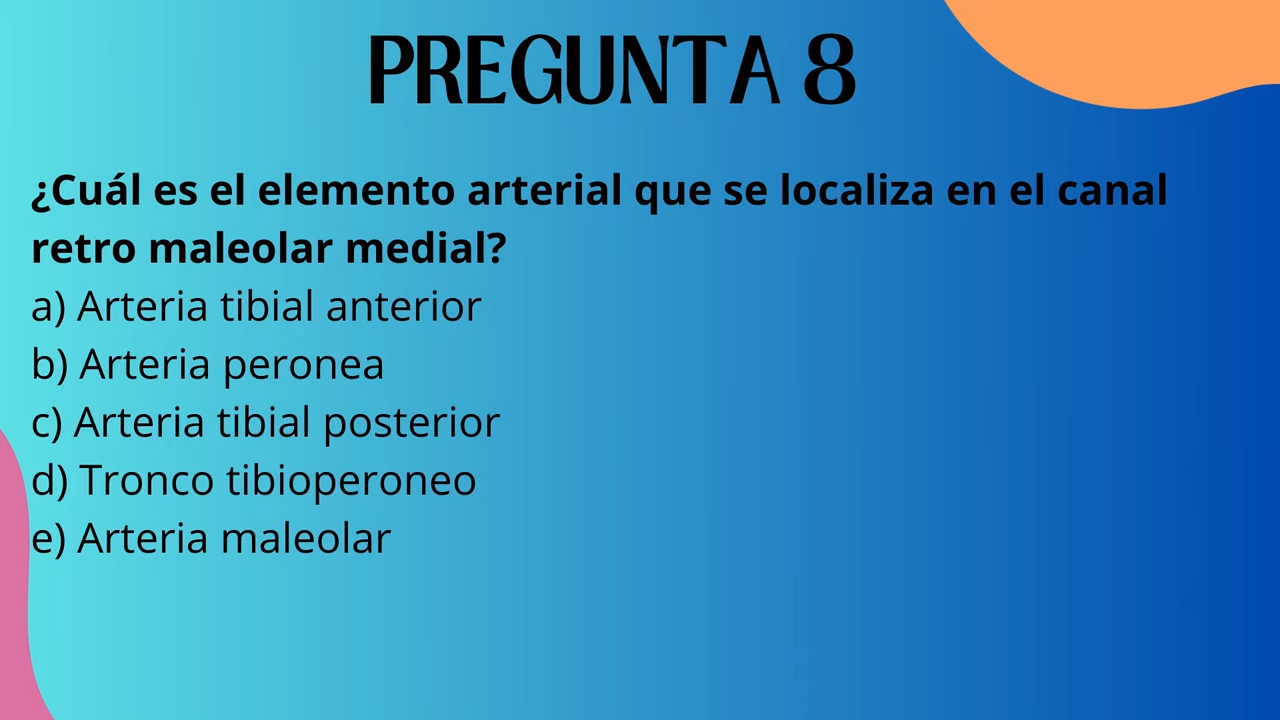 PREGUNTA 8
¿Cuál es el elemento arterial que se localiza en el canal
retro maleolar medial?
a) Arteria tibial anterior
b) Arteria peronea
c) Arteria tibial posterior
d) Tronco tibioperoneo
e) Arteria maleolar